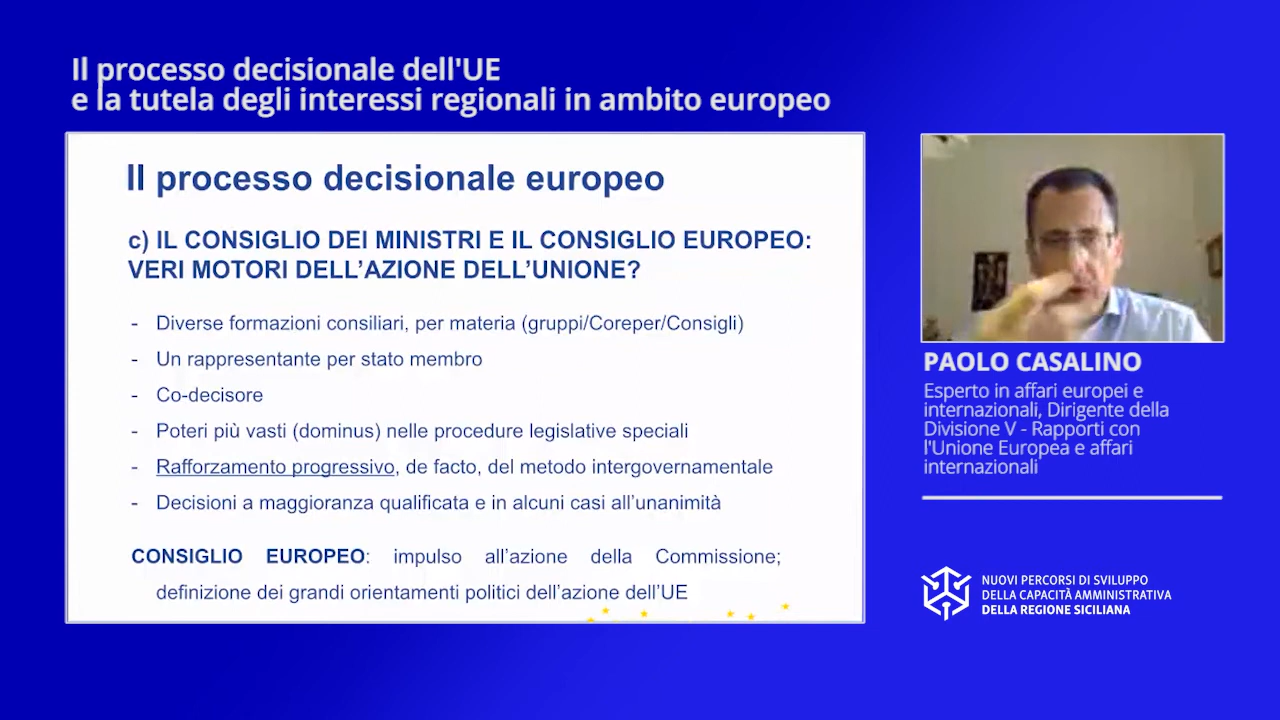 Il processo decisionale dell'UE
e la tutela degli interessi regionali in ambito europeo
Il processo decisionale europeo
c) IL CONSIGLIO DEI MINISTRI E IL CONSIGLIO EUROPEO:
VERI MOTORI DELL'AZIONE DELL'UNIONE?
- Diverse formazioni consiliari, per materia (gruppi/Coreper/Consigli)
- Un rappresentante per stato membro
- Co-decisore
- Poteri più vasti (dominus) nelle procedure legislative speciali
- Rafforzamento progressivo, de facto, del metodo intergovernamentale
- Decisioni a maggioranza qualificata e in alcuni casi all'unanimità
CONSIGLIO EUROPEO: impulso all'azione della Commissione;
definizione dei grandi orientamenti politici dell'azione dell'UE
PAOLO CASALINO
Esperto in affari europei e
internazionali, Dirigente della
Divisione V - Rapporti con
l'Unione Europea e affari
internazionali
NUOVI PERCORSI DI SVILUPPO
DELLA CAPACITÀ AMMINISTRATIVA
DELLA REGIONE SICILIANA